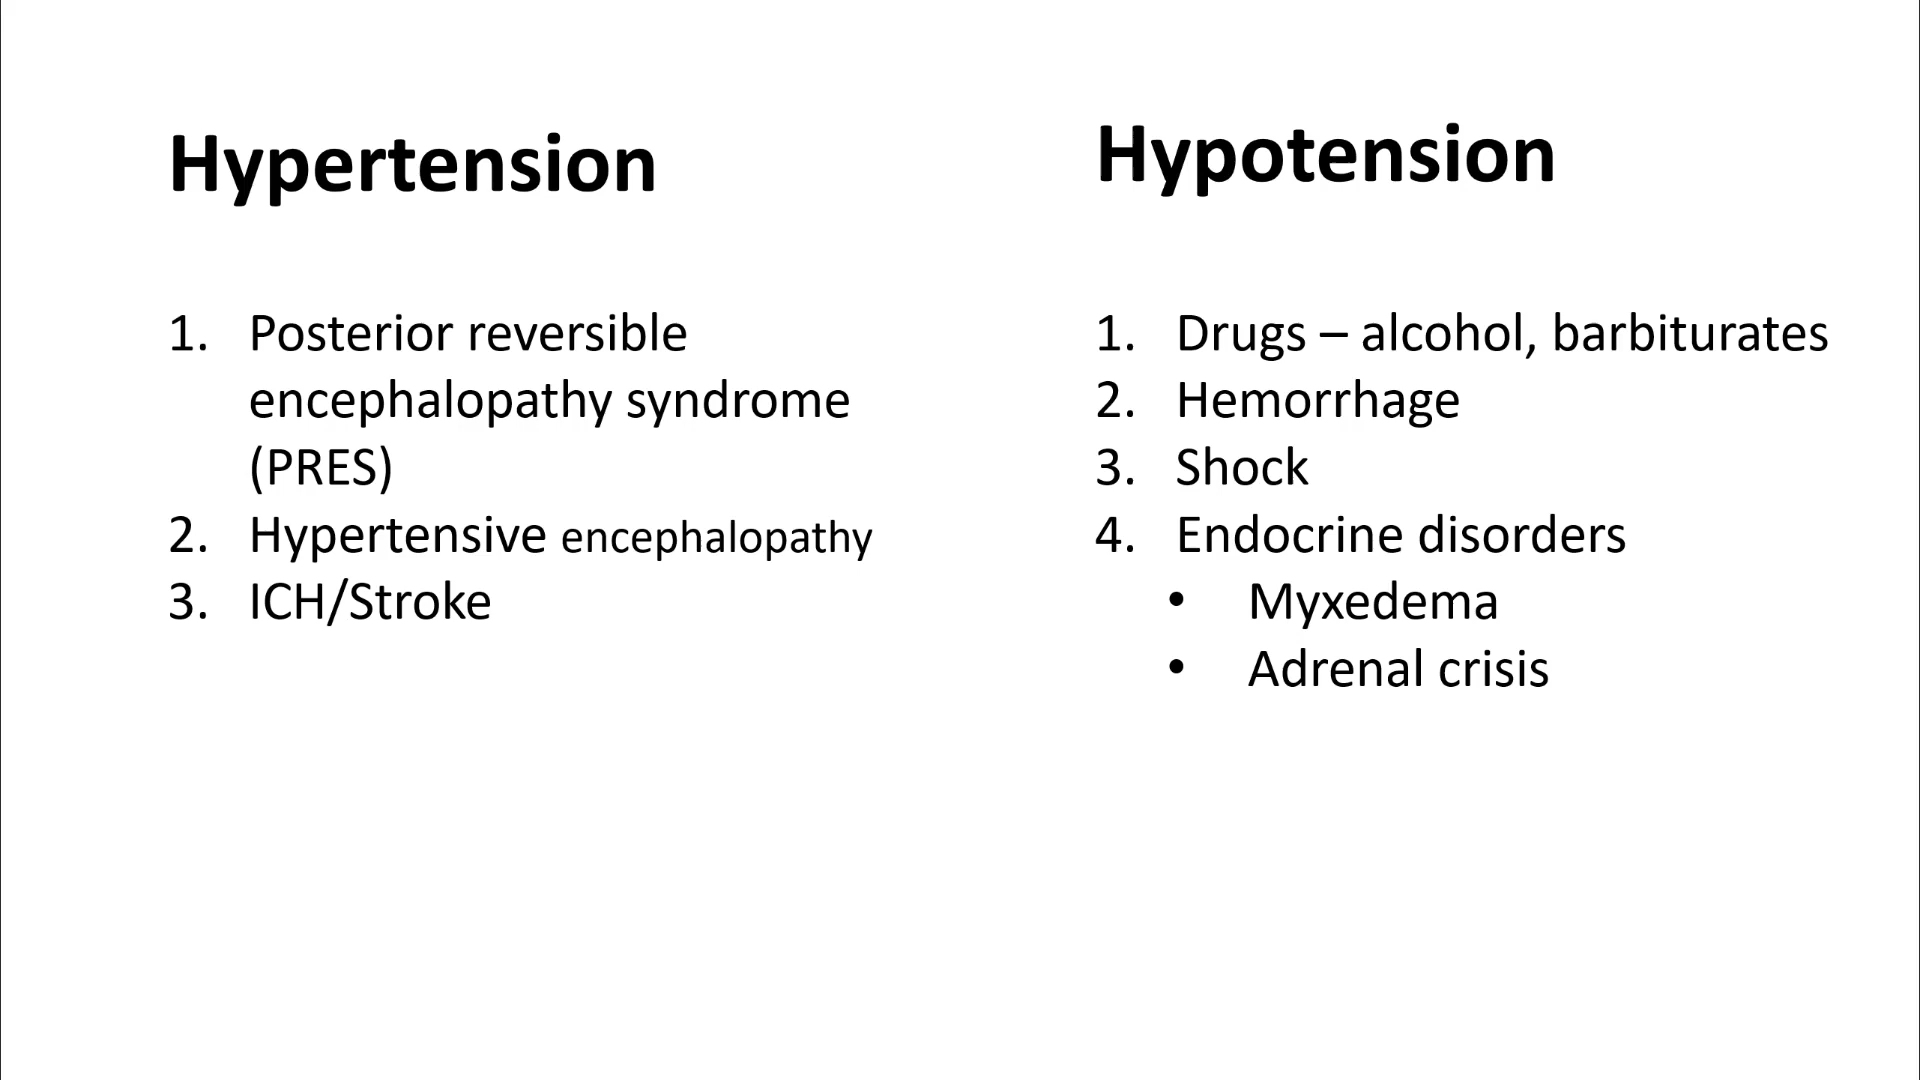 Hypertension
1. Posterior reversible
encephalopathy syndrome
(PRES)
2. Hypertensive encephalopathy
3. ICH/Stroke
Hypotension
1. Drugs – alcohol, barbiturates
2. Hemorrhage
3. Shock
4. Endocrine disorders
• Myxedema
• Adrenal crisis